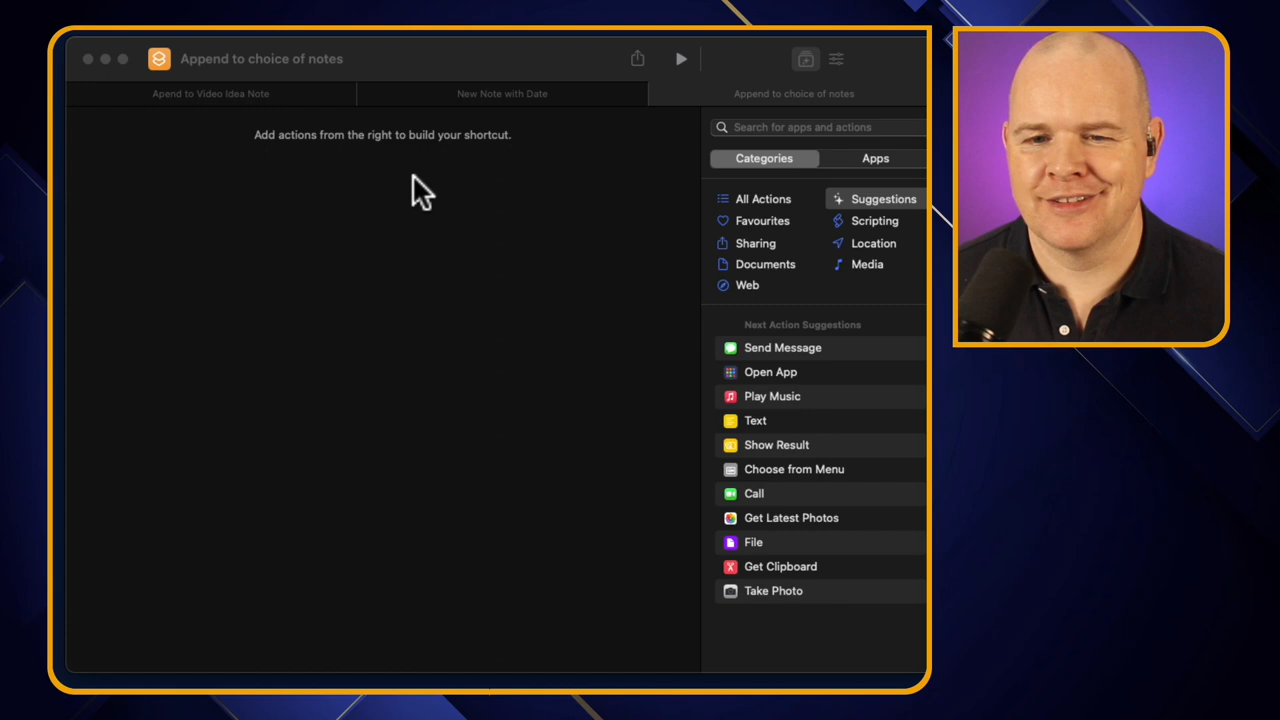 Append to choice of notes
Apend to Video Idea Note
New Note with Date
Append to choice of notes
Add actions from the right to build your shortcut.
Search for apps and actions
Categories
Apps
All Actions
Suggestions
Favourites
Scripting
Sharing
Location
Documents
Media
Web
Next Action Suggestions
Send Message
Open App
Play Music
Text
Show Result
Choose from Menu
Call
Get Latest Photos
File
Get Clipboard
Take Photo